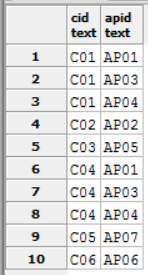 cid text apid text
1 C01 AP01
2 C01 AP03
3 C01 AP04
4 C02 AP02
5 C03 AP05
6 C04 AP01
7 C04 AP03
8 C04 AP04
9 C05 AP07
10 C06 AP06